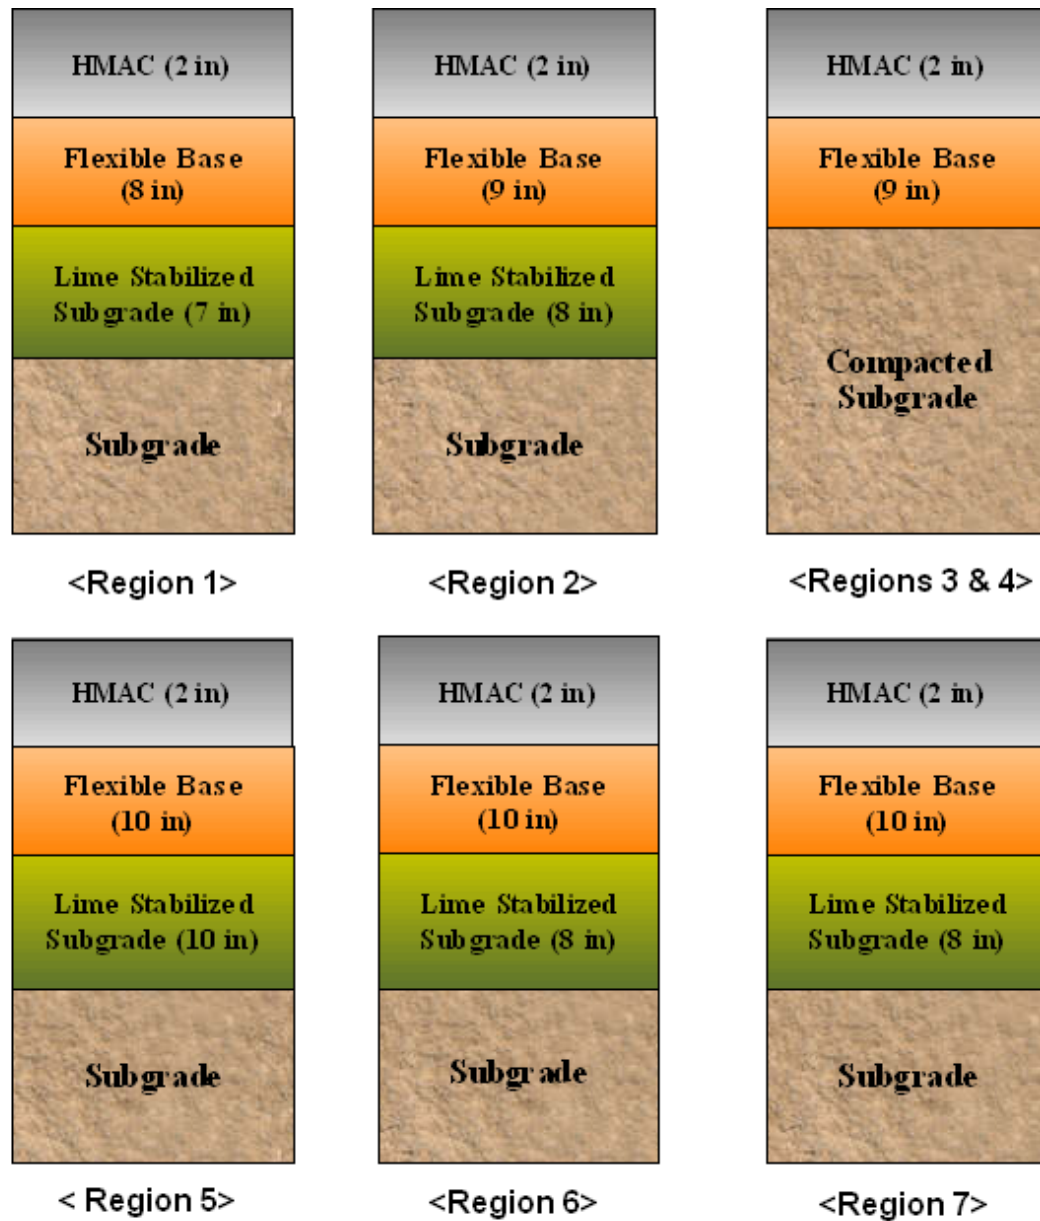 HMAC (2 in)
Flexible Base
(8 in)
Lime Stabilized
Subgrade (7 in)
Subgrade
<Region 1>
HMAC (2 in)
Flexible Base
(9 in)
Lime Stabilized
Subgrade (8 in)
Subgrade
<Region 2>
HMAC (2 in)
Flexible Base
(9 in)
Compacted
Subgrade
<Regions 3 & 4>
HMAC (2 in)
Flexible Base
(10 in)
Lime Stabilized
Subgrade (10 in)
Subgrade
< Region 5>
HMAC (2 in)
Flexible Base
(10 in)
Lime Stabilized
Subgrade (8 in)
Subgrade
<Region 6>
HMAC (2 in)
Flexible Base
(10 in)
Lime Stabilized
Subgrade (8 in)
Subgrade
<Region 7>